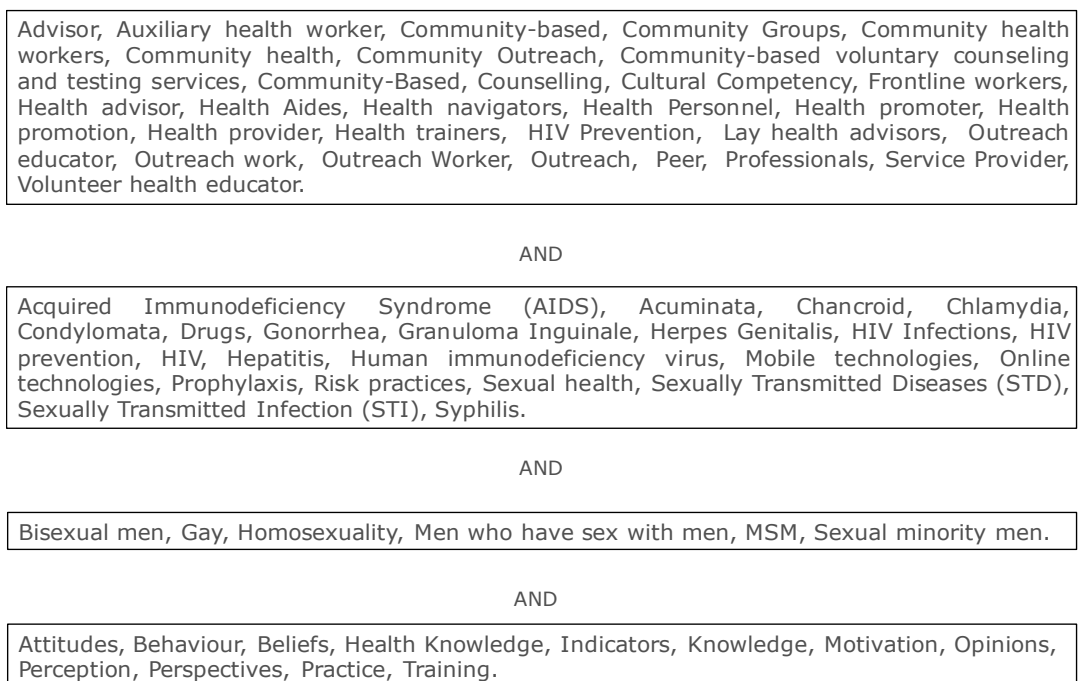 Advisor, Auxiliary health worker, Community-based, Community Groups, Community health
workers, Community health, Community Outreach, Community-based voluntary counseling
and testing services, Community-Based, Counselling, Cultural Competency, Frontline workers,
Health advisor, Health Aides, Health navigators, Health Personnel, Health promoter, Health
promotion, Health provider, Health trainers, HIV Prevention, Lay health advisors, Outreach
educator, Outreach work, Outreach Worker, Outreach, Peer, Professionals, Service Provider,
Volunteer health educator.
AND
Acquired Immunodeficiency Syndrome (AIDS), Acuminata, Chancroid, Chlamydia,
Condylomata, Drugs, Gonorrhea, Granuloma Inguinale, Herpes Genitalis, HIV Infections, HIV
prevention, HIV, Hepatitis, Human immunodeficiency virus, Mobile technologies, Online
technologies, Prophylaxis, Risk practices, Sexual health, Sexually Transmitted Diseases (STD),
Sexually Transmitted Infection (STI), Syphilis.
AND
Bisexual men, Gay, Homosexuality, Men who have sex with men, MSM, Sexual minority men.
AND
Attitudes, Behaviour, Beliefs, Health Knowledge, Indicators, Knowledge, Motivation, Opinions,
Perception, Perspectives, Practice, Training.